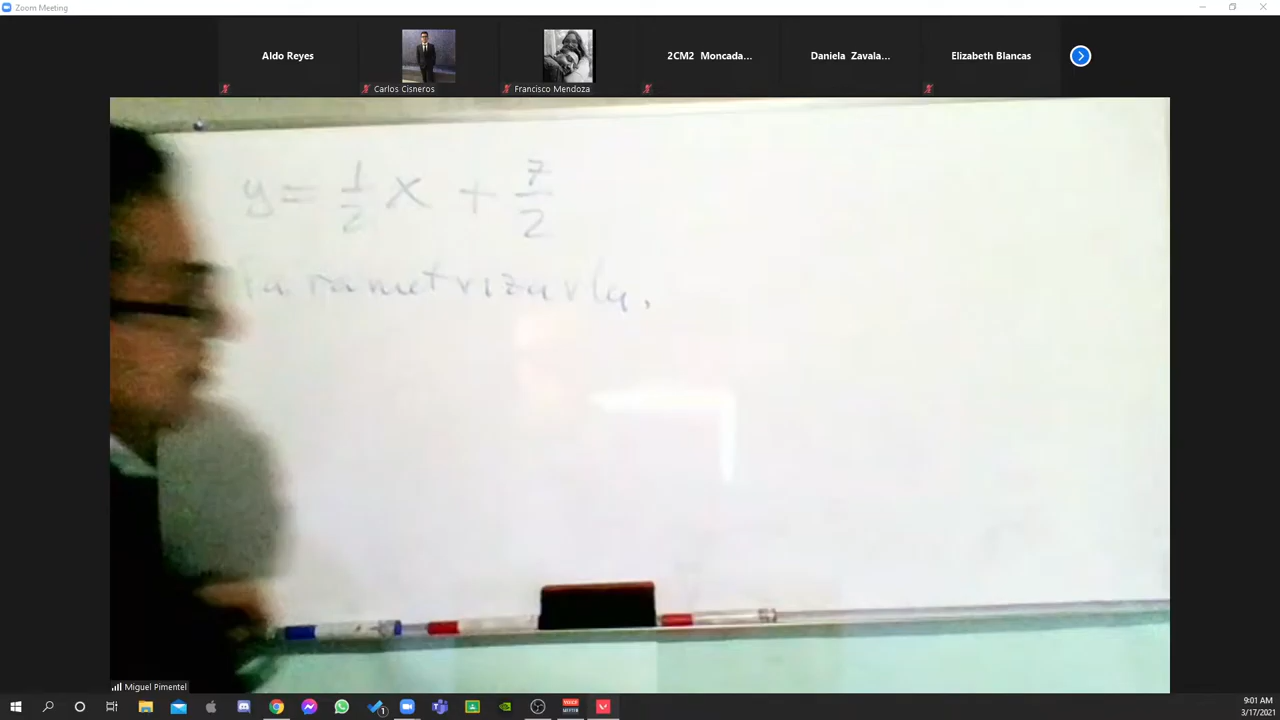 Zoom Meeting
Aldo Reyes
Carlos Cisneros
Francisco Mendoza
2CM2 Moncada...
Daniela Zavala...
Elizabeth Blancas
y = 1/2 x + 7/2
Parametrizarla.
Miguel Pimentel
9:01 AM
3/17/2021